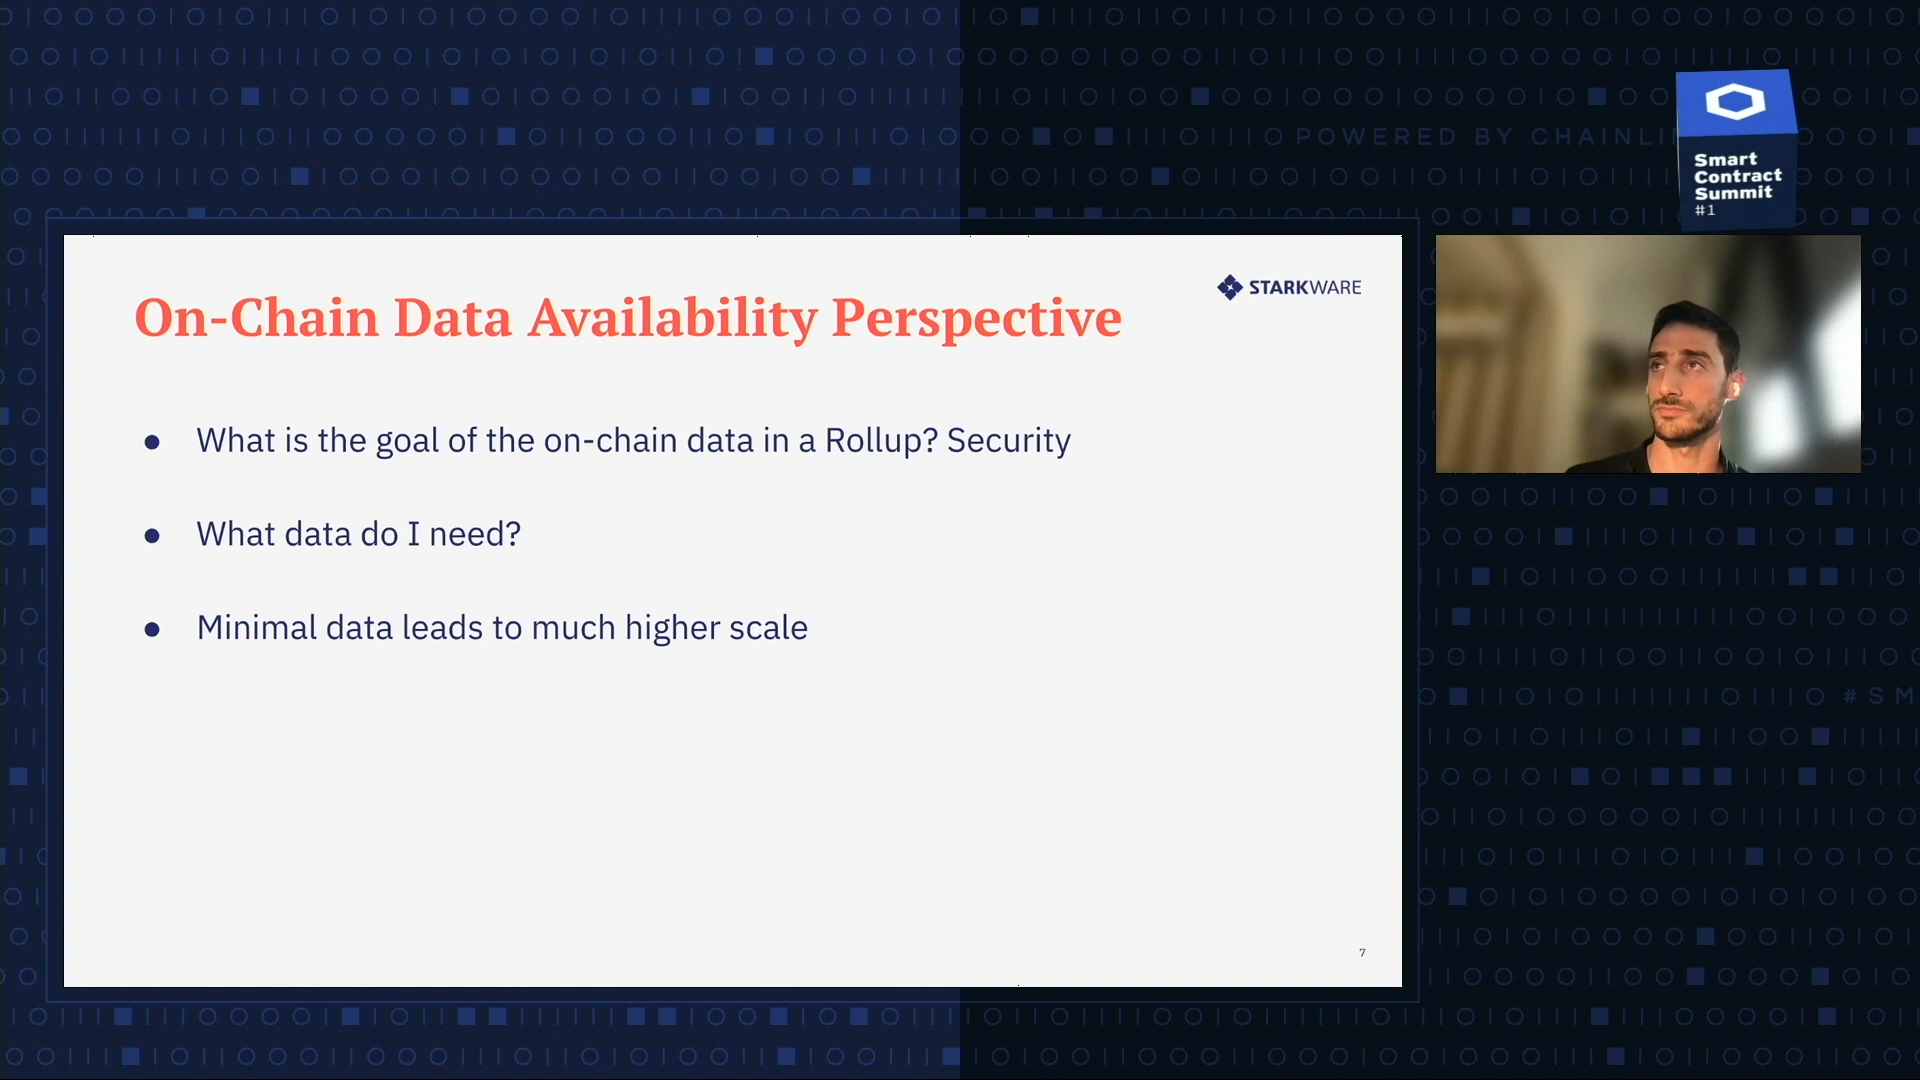 POWERED BY CHAINLI
Smart
Contract
Summit
#1
STARKWARE
On-Chain Data Availability Perspective
● What is the goal of the on-chain data in a Rollup? Security
● What data do I need?
● Minimal data leads to much higher scale
# S M
7